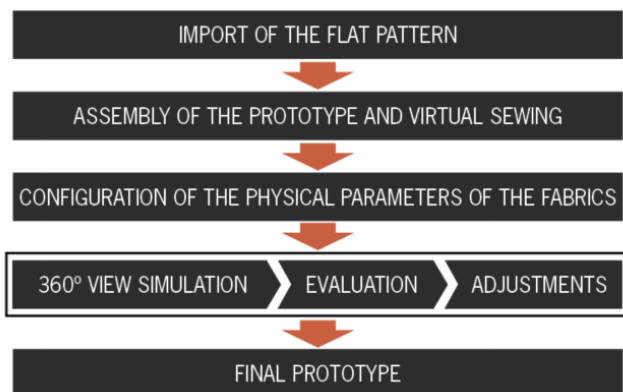 IMPORT OF THE FLAT PATTERN
ASSEMBLY OF THE PROTOTYPE AND VIRTUAL SEWING
CONFIGURATION OF THE PHYSICAL PARAMETERS OF THE FABRICS
360º VIEW SIMULATION
EVALUATION
ADJUSTMENTS
FINAL PROTOTYPE